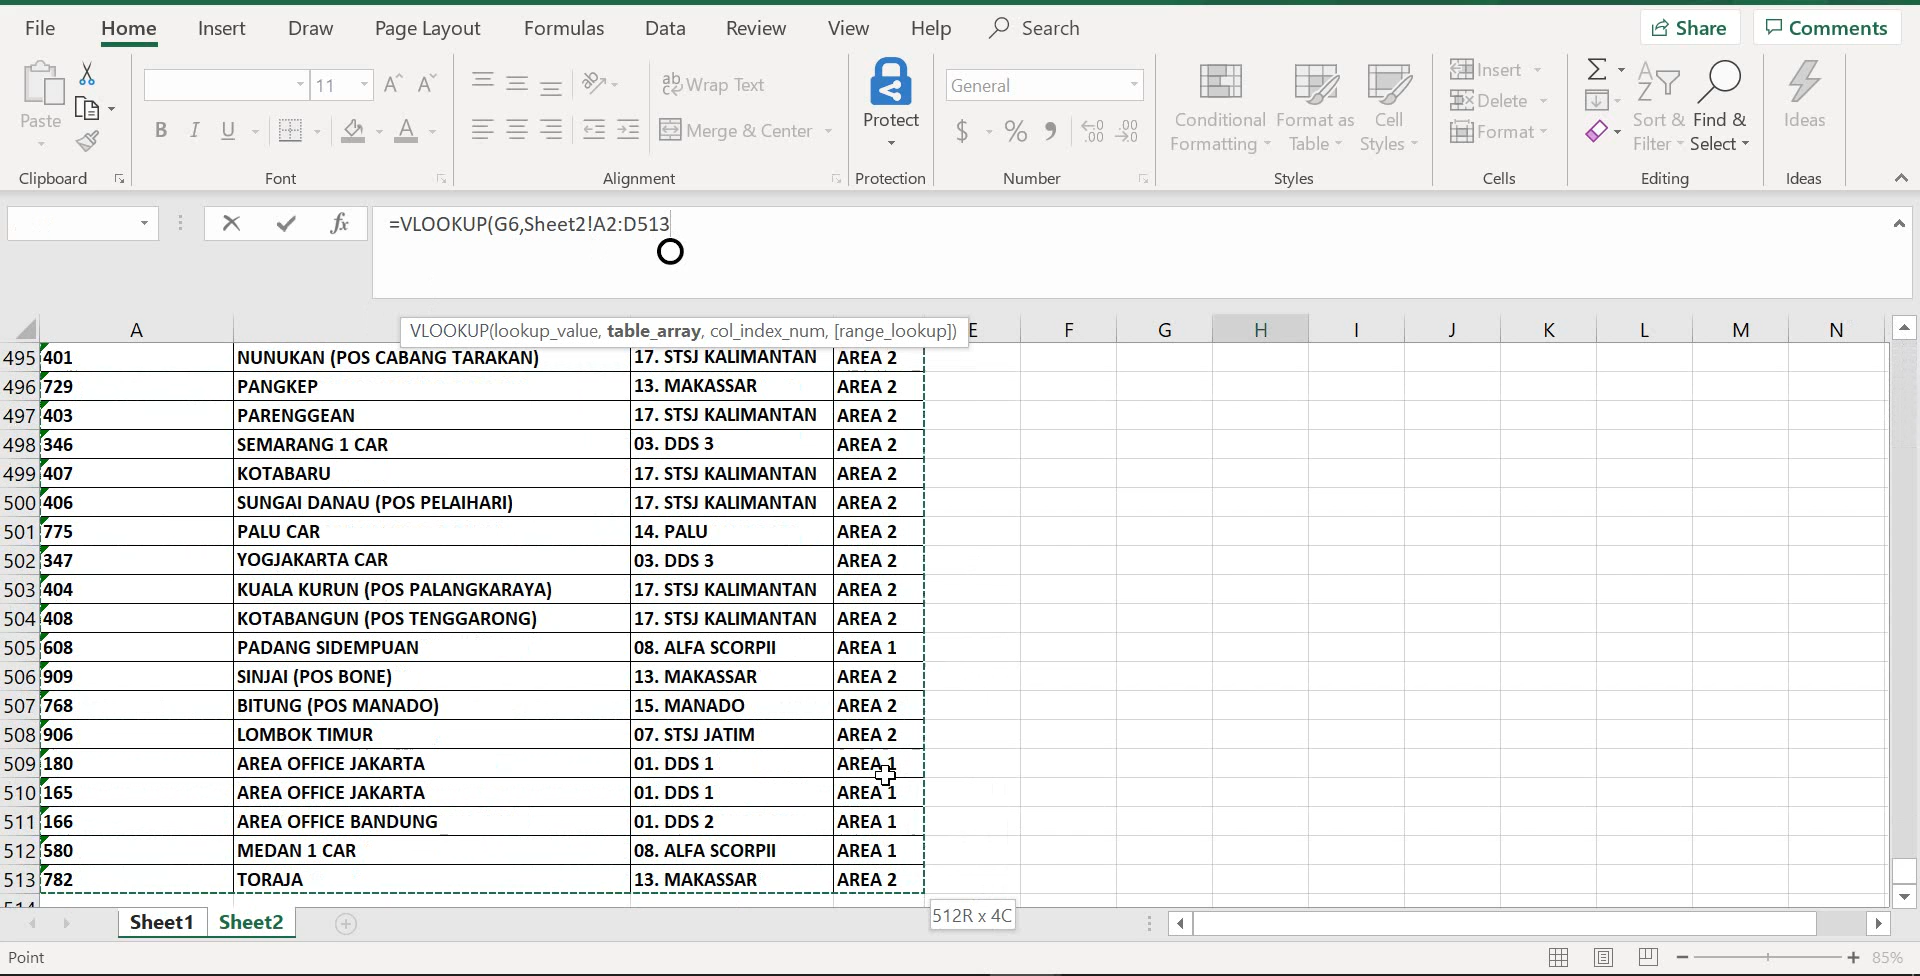 File Home Insert Draw Page Layout Formulas Data Review View Help Search Share Comments
11 ab Wrap Text General Insert
Paste Protect Conditional Format as Cell Delete Sort & Find & Ideas
B I U A Merge & Center $ % Formatting Table Styles Format Filter Select
Clipboard Font Alignment Protection Number Styles Cells Editing Ideas
fx =VLOOKUP(G6,Sheet2!A2:D513
VLOOKUP(lookup_value, table_array, col_index_num, [range_lookup])
A E F G H I J K L M N
495 401 NUNUKAN (POS CABANG TARAKAN) 17. STSJ KALIMANTAN AREA 2
496 729 PANGKEP 13. MAKASSAR AREA 2
497 403 PARENGGEAN 17. STSJ KALIMANTAN AREA 2
498 346 SEMARANG 1 CAR 03. DDS 3 AREA 2
499 407 KOTABARU 17. STSJ KALIMANTAN AREA 2
500 406 SUNGAI DANAU (POS PELAIHARI) 17. STSJ KALIMANTAN AREA 2
501 775 PALU CAR 14. PALU AREA 2
502 347 YOGJAKARTA CAR 03. DDS 3 AREA 2
503 404 KUALA KURUN (POS PALANGKARAYA) 17. STSJ KALIMANTAN AREA 2
504 408 KOTABANGUN (POS TENGGARONG) 17. STSJ KALIMANTAN AREA 2
505 608 PADANG SIDEMPUAN 08. ALFA SCORPII AREA 1
506 909 SINJAI (POS BONE) 13. MAKASSAR AREA 2
507 768 BITUNG (POS MANADO) 15. MANADO AREA 2
508 906 LOMBOK TIMUR 07. STSJ JATIM AREA 2
509 180 AREA OFFICE JAKARTA 01. DDS 1 AREA 1
510 165 AREA OFFICE JAKARTA 01. DDS 1 AREA 1
511 166 AREA OFFICE BANDUNG 01. DDS 2 AREA 1
512 580 MEDAN 1 CAR 08. ALFA SCORPII AREA 1
513 782 TORAJA 13. MAKASSAR AREA 2
512R x 4C
Sheet1 Sheet2
Point 85%